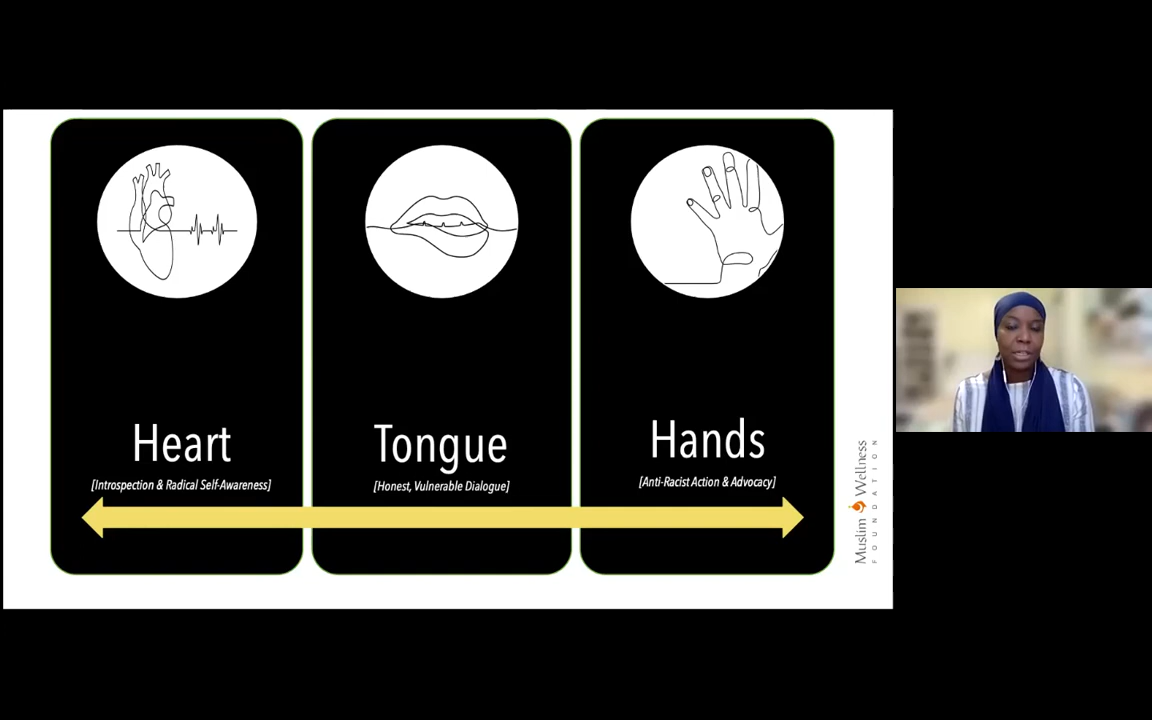 Heart
[Introspection & Radical Self-Awareness]
Tongue
[Honest, Vulnerable Dialogue]
Hands
[Anti-Racist Action & Advocacy]
Muslim Wellness
FOUNDATION